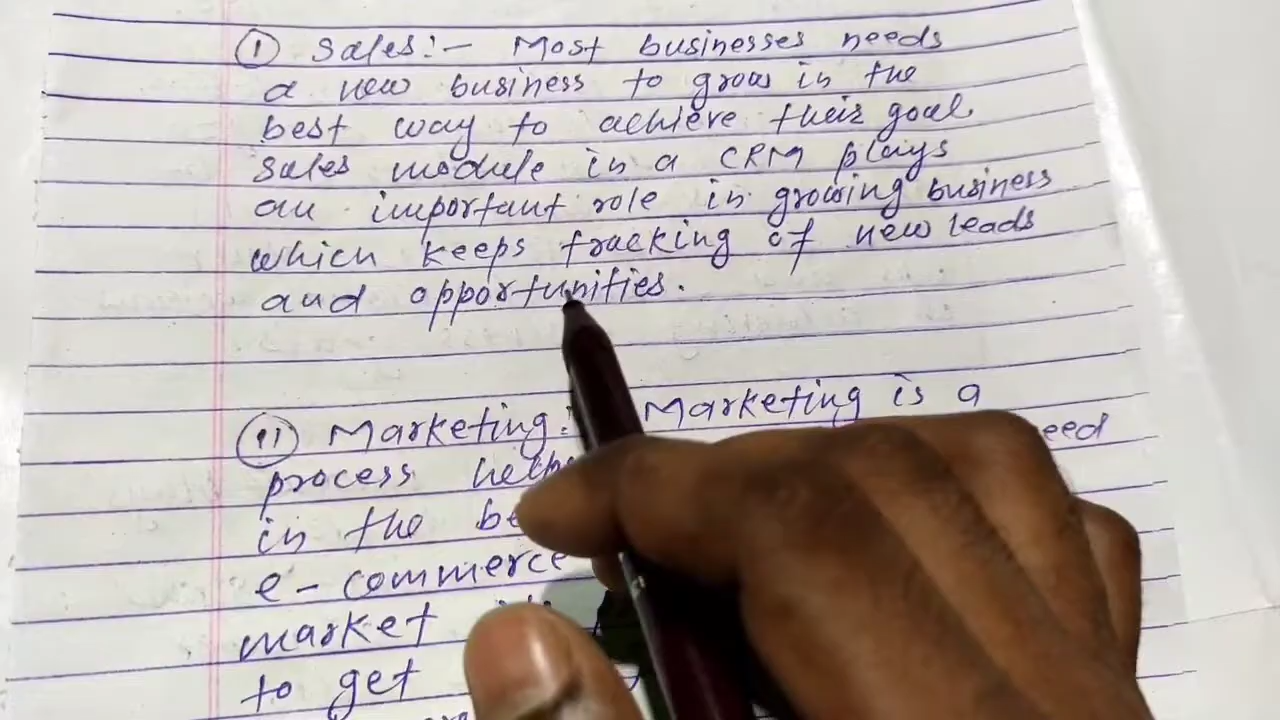 ① Sales:- Most businesses needs
a new business to grow in the
best way to achieve their goal
sales module in a CRM plays
an important role in growing business
which keeps tracking of new leads
and opportunities.
(11) Marketing: Marketing is a
process
in the
e-commerce
market
to get